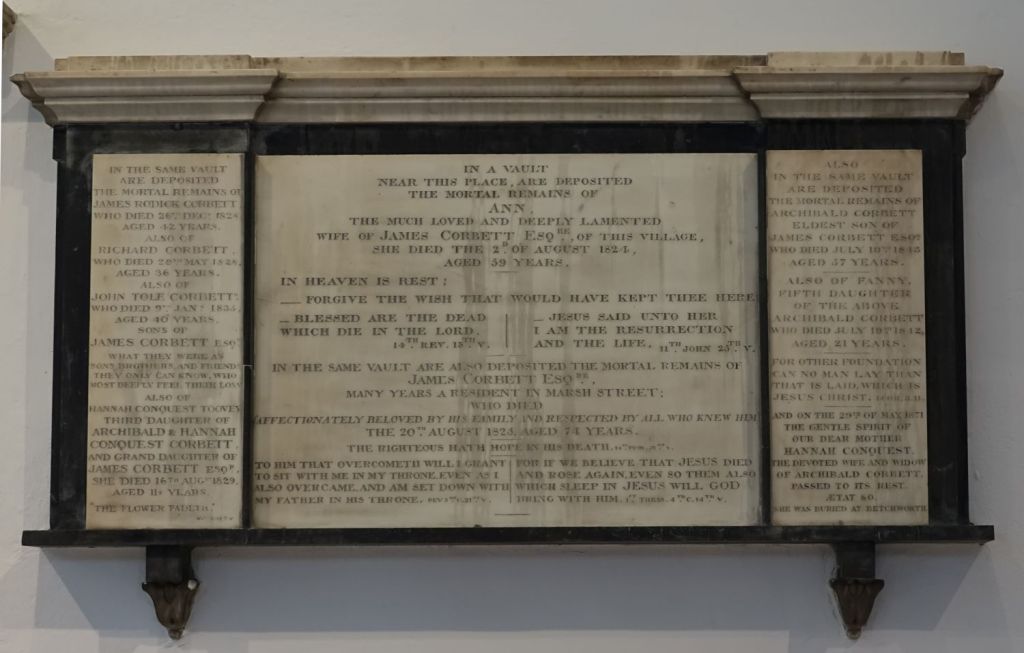 IN THE SAME VAULT
ARE DEPOSITED
THE MORTAL REMAINS OF
JAMES RODICK CORBETT
WHO DIED 26TH DECR 1824
AGED 42 YEARS.
ALSO OF
RICHARD CORBETT,
WHO DIED MAY 1828,
AGED 36 YEARS.
ALSO OF
JOHN TOLE CORBETT
WHO DIED 9TH JANY 1835,
AGED 40 YEARS.
SONS OF
JAMES CORBETT ESQR
WHAT THEY WERE AS
SONS, BROTHERS, AND FRIENDS
THEY ONLY CAN KNOW, WHO
MOST DEEPLY FEEL THEIR LOSS
ALSO OF
HANNAH CONQUEST TOOVEY
THIRD DAUGHTER OF
ARCHIBALD & HANNAH
CONQUEST CORBETT,
AND GRAND DAUGHTER OF
JAMES CORBETT ESQR.
SHE DIED 16TH AUGST 1829,
AGED YEARS.
"THE FLOWER FADETH."
IN A VAULT
NEAR THIS PLACE, ARE DEPOSITED
THE MORTAL REMAINS OF
ANN,
THE MUCH LOVED AND DEEPLY LAMENTED
WIFE OF JAMES CORBETT ESQRE, OF THIS VILLAGE,
SHE DIED THE 2D OF AUGUST 1824,
AGED 59 YEARS.
IN HEAVEN IS REST;
— FORGIVE THE WISH THAT WOULD HAVE KEPT THEE HERE
— BLESSED ARE THE DEAD
WHICH DIE IN THE LORD.
14TH REV. 13TH V.
— JESUS SAID UNTO HER
I AM THE RESURRECTION
AND THE LIFE, 11TH JOHN 25TH V.
IN THE SAME VAULT ARE ALSO DEPOSITED THE MORTAL REMAINS OF
JAMES CORBETT ESQRE,
MANY YEARS A RESIDENT IN MARSH STREET;
WHO DIED
AFFECTIONATELY BELOVED BY HIS FAMILY AND RESPECTED BY ALL WHO KNEW HIM
THE 20TH AUGUST 1825, AGED 74 YEARS.
THE RIGHTEOUS HATH HOPE IN HIS DEATH.
TO HIM THAT OVERCOMETH WILL I GRANT
TO SIT WITH ME IN MY THRONE, EVEN AS I
ALSO OVERCAME, AND AM SET DOWN WITH
MY FATHER IN HIS THRONE. REV 3RD C. 21ST V.
FOR IF WE BELIEVE THAT JESUS DIED
AND ROSE AGAIN, EVEN SO THEM ALSO
WHICH SLEEP IN JESUS WILL GOD
BRING WITH HIM. 1ST THESS. 4TH C. 14TH V.
ALSO
IN THE SAME VAULT
ARE DEPOSITED
THE MORTAL REMAINS OF
ARCHIBALD CORBETT
ELDEST SON OF
JAMES CORBETT ESQR
WHO DIED JULY 10TH 1843
AGED 57 YEARS.
ALSO OF FANNY,
FIFTH DAUGHTER
OF THE ABOVE
ARCHIBALD CORBETT
WHO DIED JULY 19TH 1842,
AGED 21 YEARS.
FOR OTHER FOUNDATION
CAN NO MAN LAY THAN
THAT IS LAID, WHICH IS
JESUS CHRIST. 1 COR. 3. 11.
AND ON THE 29TH OF MAY, 1871
THE GENTLE SPIRIT OF
OUR DEAR MOTHER
HANNAH CONQUEST.
THE DEVOTED WIFE AND WIDOW
OF ARCHIBALD CORBETT,
PASSED TO ITS REST.
ÆTAT 80.
SHE WAS BURIED AT BETCHWORTH